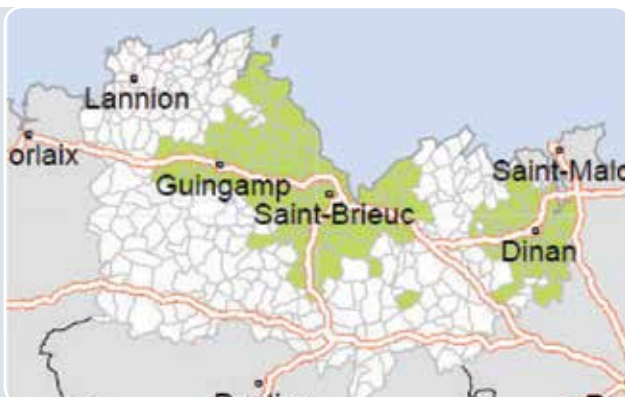 Lannion
orlaix
Saint-Malo
Guingamp
Saint-Brieuc
Dinan